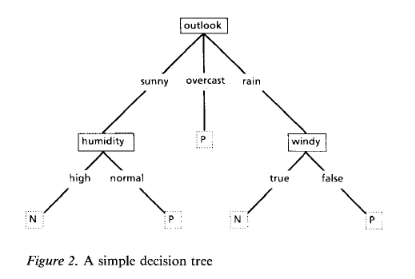 outlook
sunny overcast rain
humidity P windy
high normal true false
N P N P
Figure 2. A simple decision tree